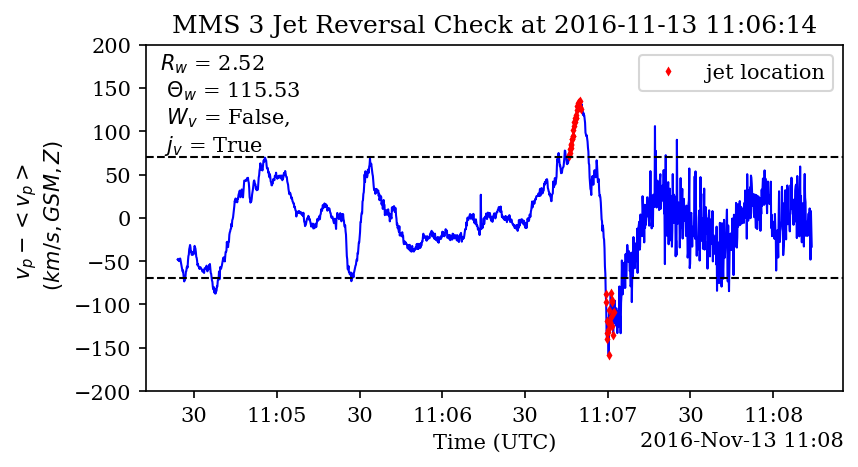 MMS 3 Jet Reversal Check at 2016-11-13 11:06:14
R_w = 2.52
Θ_w = 115.53
W_v = False,
j_v = True
jet location
v_p − < v_p >
(km/s, GSM, Z)
200
150
100
50
0
−50
−100
−150
−200
30 11:05 30 11:06 30 11:07 30 11:08
Time (UTC)
2016-Nov-13 11:08